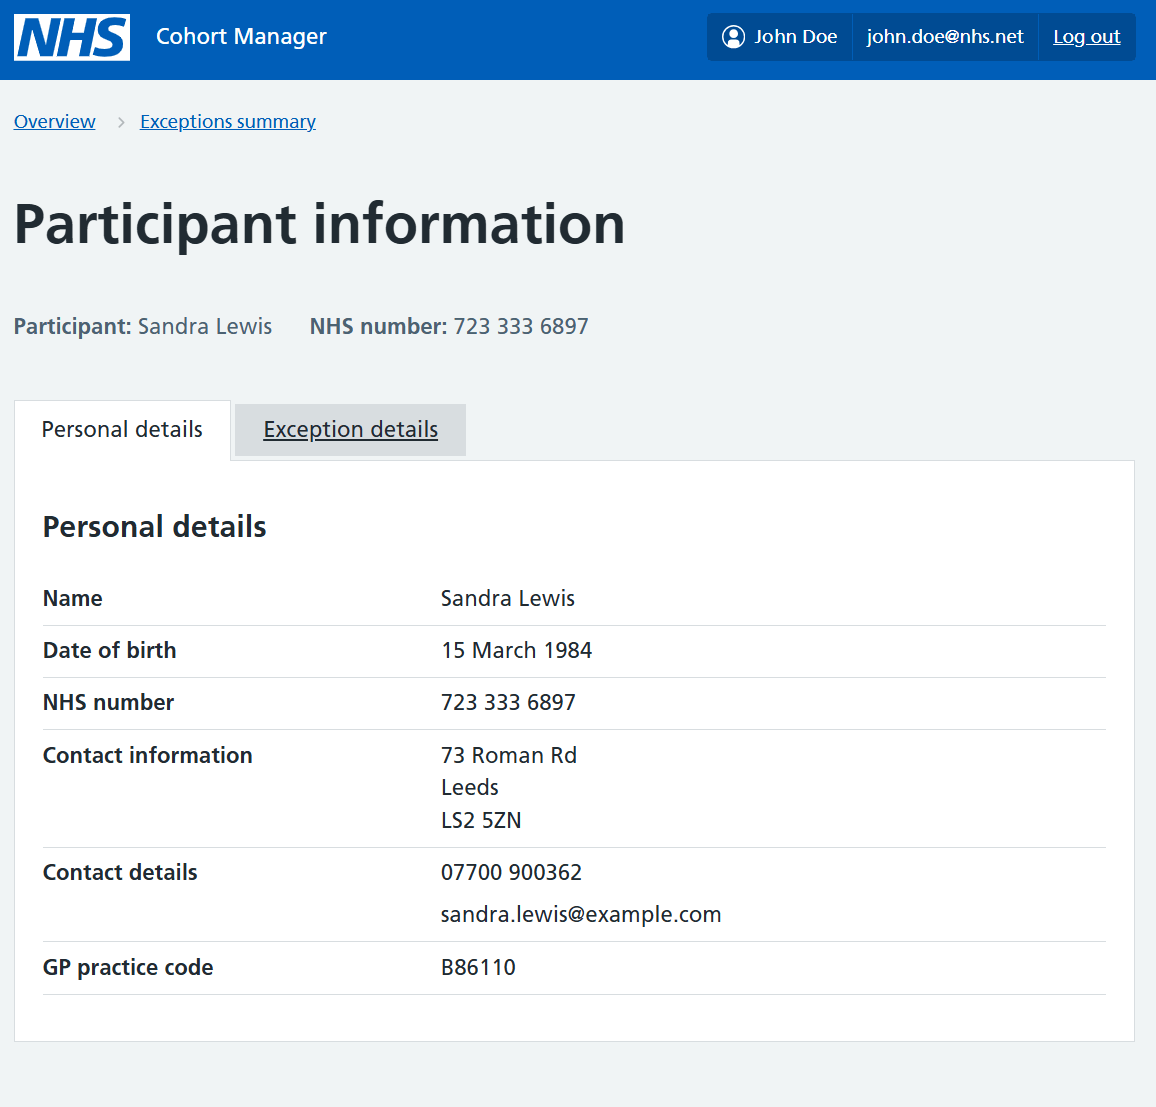 NHS Cohort Manager John Doe john.doe@nhs.net Log out
Overview Exceptions summary
Participant information
Participant: Sandra Lewis NHS number: 723 333 6897
Personal details Exception details
Personal details
Name Sandra Lewis
Date of birth 15 March 1984
NHS number 723 333 6897
Contact information 73 Roman Rd
Leeds
LS2 5ZN
Contact details 07700 900362
sandra.lewis@example.com
GP practice code B86110